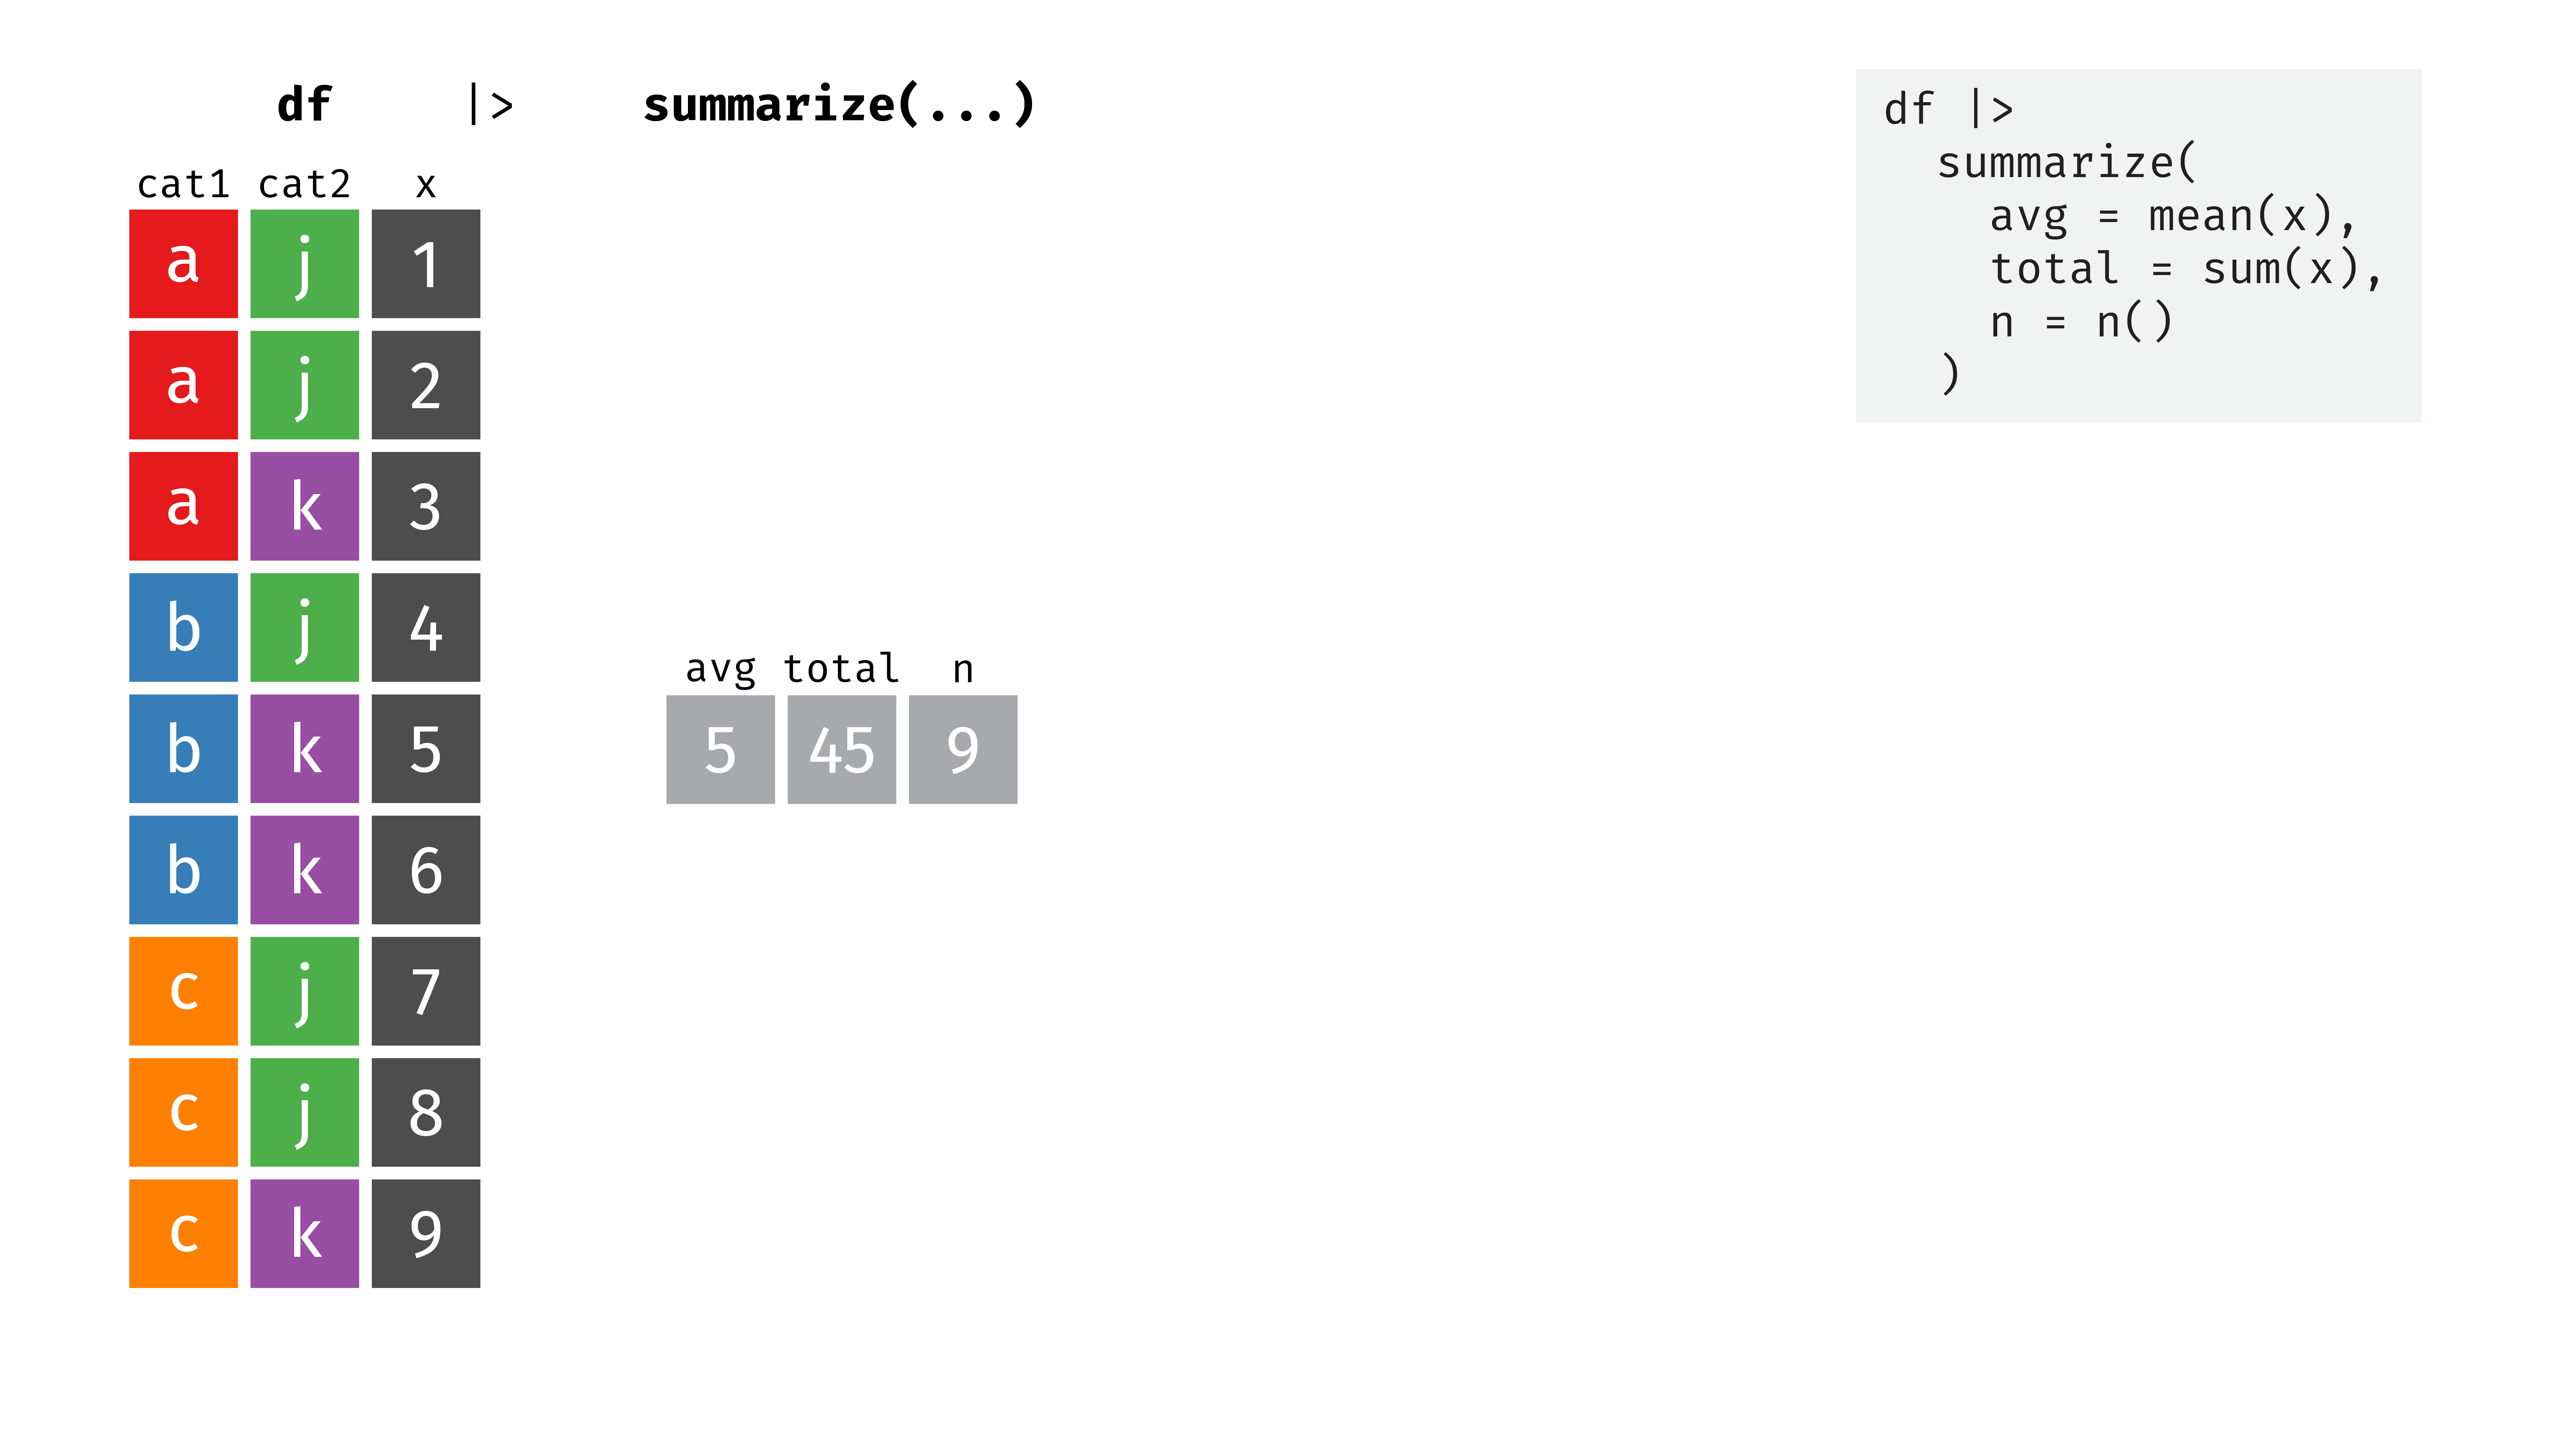 df |> summarize(...)
cat1 cat2 x
a j 1
a j 2
a k 3
b j 4
b k 5
b k 6
c j 7
c j 8
c k 9
avg total n
5 45 9
df |>
summarize(
avg = mean(x),
total = sum(x),
n = n()
)